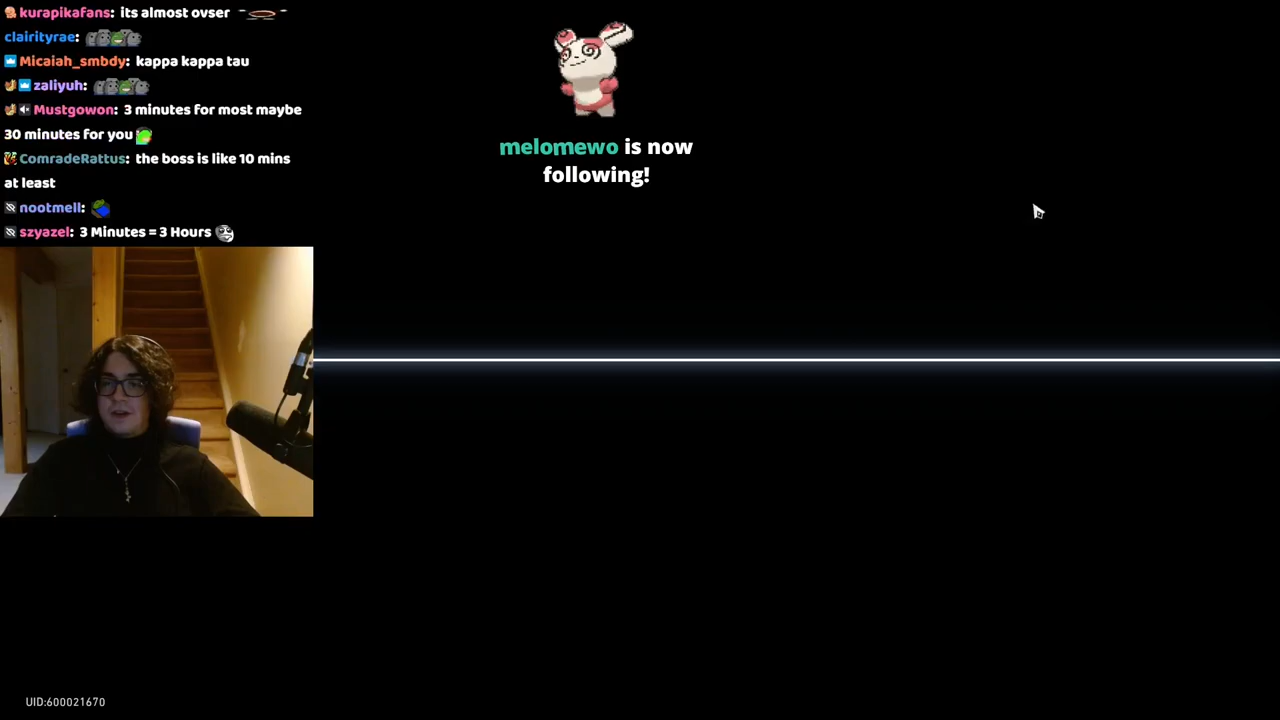 kurapikafans: its almost ovser
clairityrae:
Micaiah_smbdy: kappa kappa tau
zaliyuh:
Mustgowon: 3 minutes for most maybe
30 minutes for you
ComradeRattus: the boss is like 10 mins
at least
nootmell:
szyazel: 3 Minutes = 3 Hours
melomewo is now
following!
UID:600021670